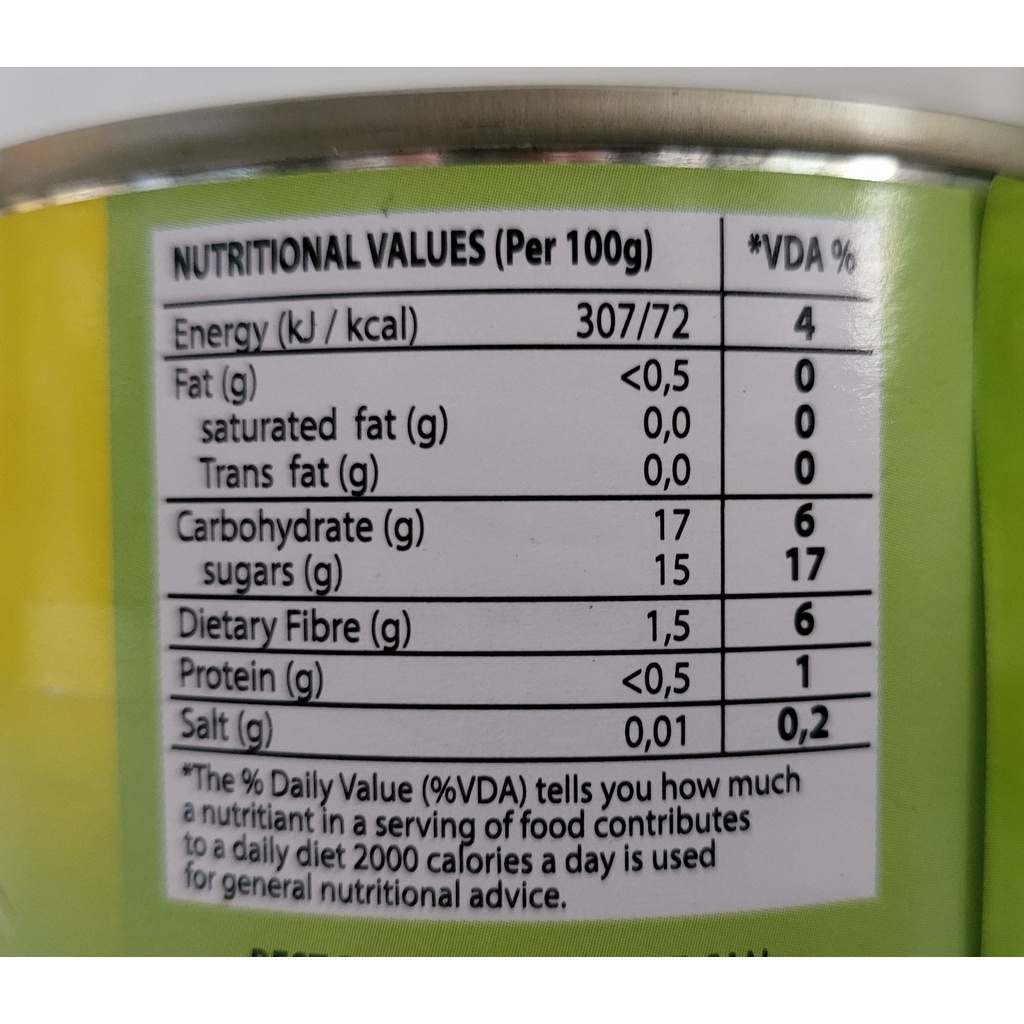 NUTRITIONAL VALUES (Per 100g) *VDA %
Energy (kJ / kcal) 307/72 4
Fat (g) <0,5 0
saturated fat (g) 0,0 0
Trans fat (g) 0,0 0
Carbohydrate (g) 17 6
sugars (g) 15 17
Dietary Fibre (g) 1,5 6
Protein (g) <0,5 1
Salt (g) 0,01 0,2
*The % Daily Value (%VDA) tells you how much
a nutritiant in a serving of food contributes
to a daily diet 2000 calories a day is used
for general nutritional advice.